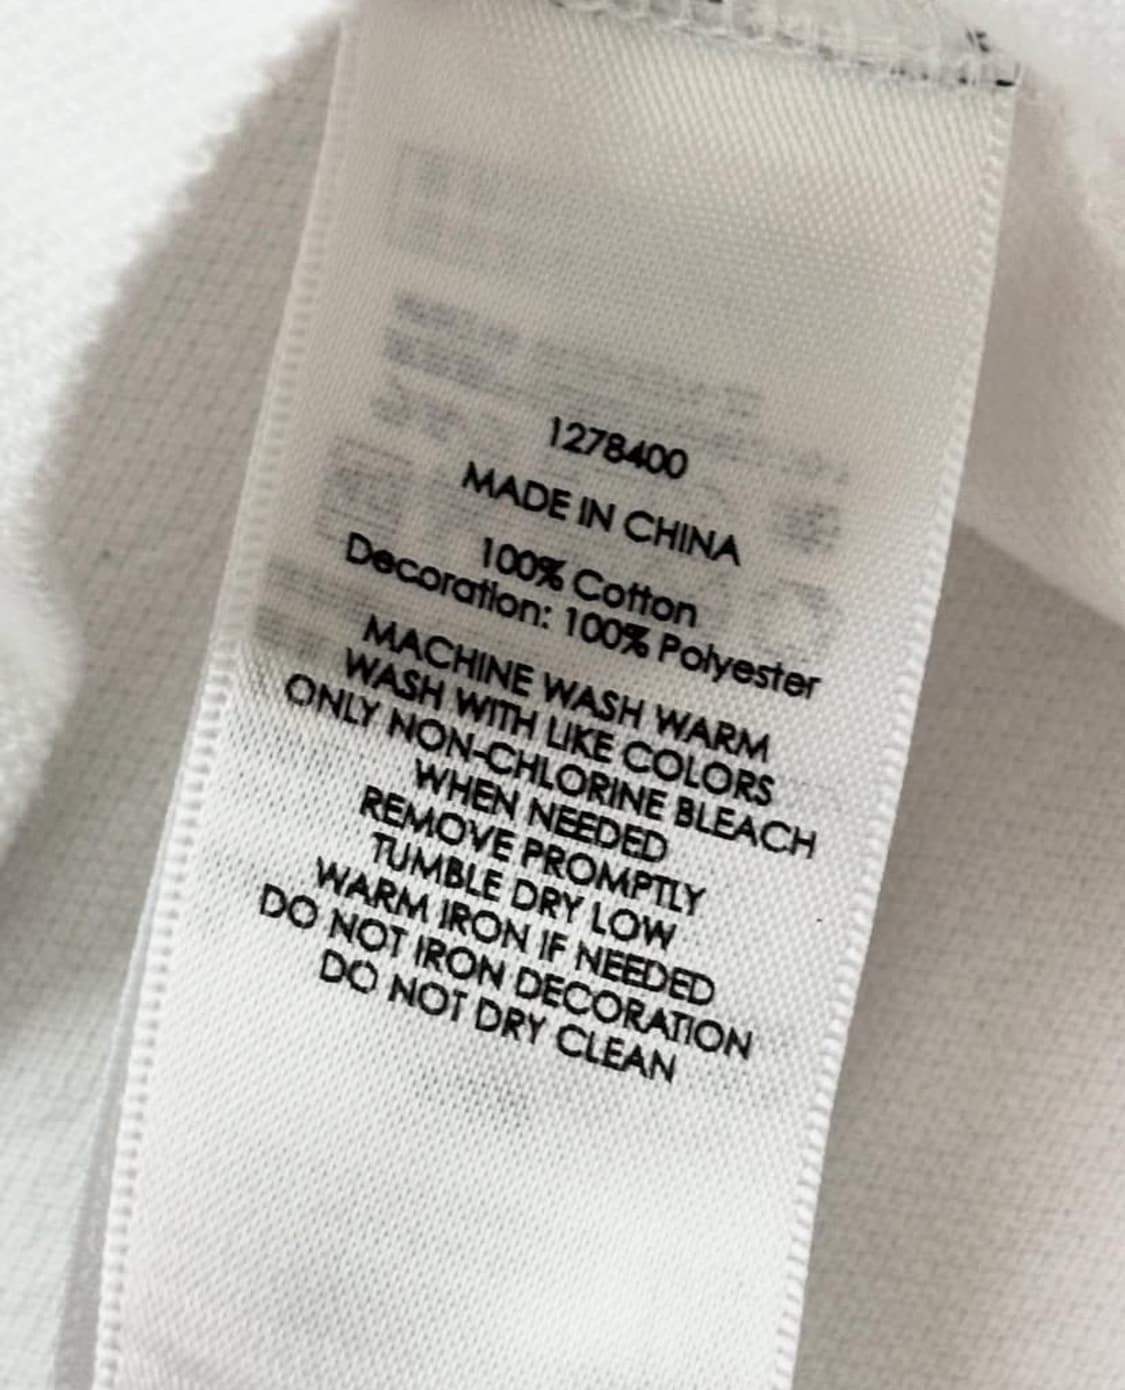 1278400
MADE IN CHINA
100% Cotton
Decoration: 100% Polyester
MACHINE WASH WARM
WASH WITH LIKE COLORS
ONLY NON-CHLORINE BLEACH
WHEN NEEDED
REMOVE PROMPTLY
TUMBLE DRY LOW
WARM IRON IF NEEDED
DO NOT IRON DECORATION
DO NOT DRY CLEAN